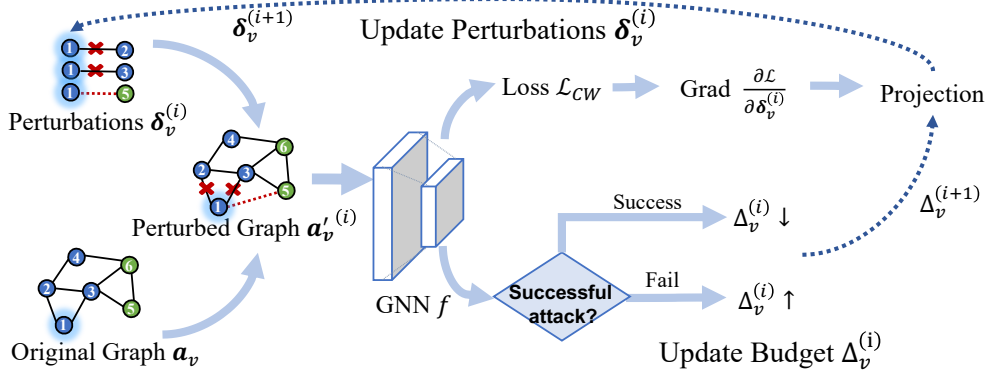 δ_v^(i+1)
Update Perturbations δ_v^(i)
1 2
1 3
1 5
Perturbations δ_v^(i)
Loss ℒ_CW
Grad ∂ℒ/∂δ_v^(i)
Projection
4 6
2 3
5
1
Perturbed Graph a'_v^(i)
Success
Δ_v^(i) ↓
Δ_v^(i+1)
4 6
2 3
5
1
GNN f
Successful
attack?
Fail
Δ_v^(i) ↑
Original Graph a_v
Update Budget Δ_v^(i)